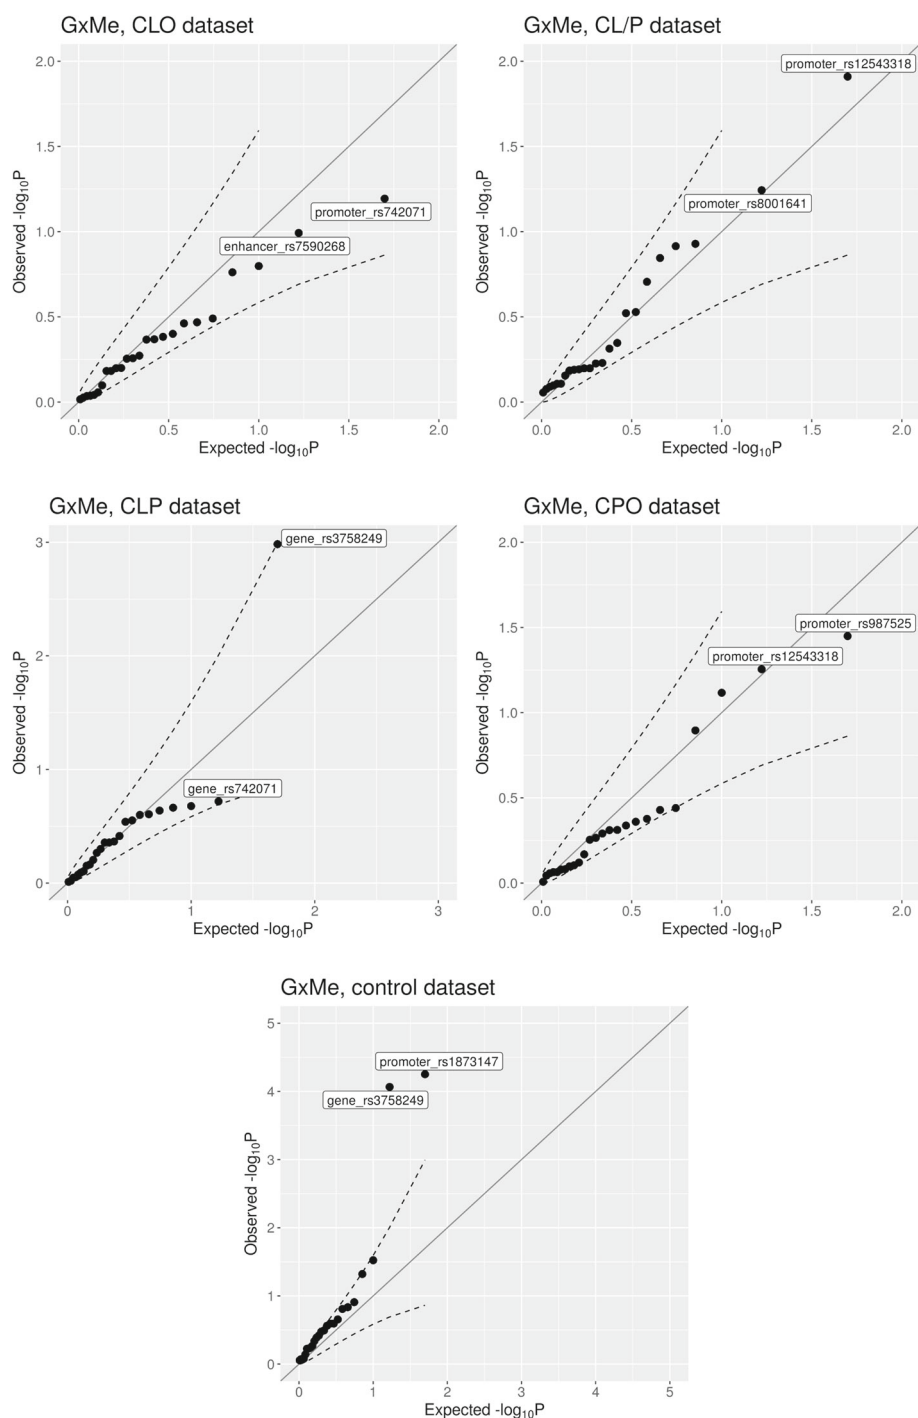 GxMe, CLO dataset
2.0
1.5
1.0
0.5
0.0
Observed -log₁₀P
promoter_rs742071
enhancer_rs7590268
0.0 0.5 1.0 1.5 2.0
Expected -log₁₀P
GxMe, CL/P dataset
2.0
1.5
1.0
0.5
0.0
Observed -log₁₀P
promoter_rs12543318
promoter_rs8001641
0.0 0.5 1.0 1.5 2.0
Expected -log₁₀P
GxMe, CLP dataset
3
2
1
0
Observed -log₁₀P
gene_rs3758249
gene_rs742071
0 1 2 3
Expected -log₁₀P
GxMe, CPO dataset
2.0
1.5
1.0
0.5
0.0
Observed -log₁₀P
promoter_rs987525
promoter_rs12543318
0.0 0.5 1.0 1.5 2.0
Expected -log₁₀P
GxMe, control dataset
5
4
3
2
1
0
Observed -log₁₀P
promoter_rs1873147
gene_rs3758249
0 1 2 3 4 5
Expected -log₁₀P